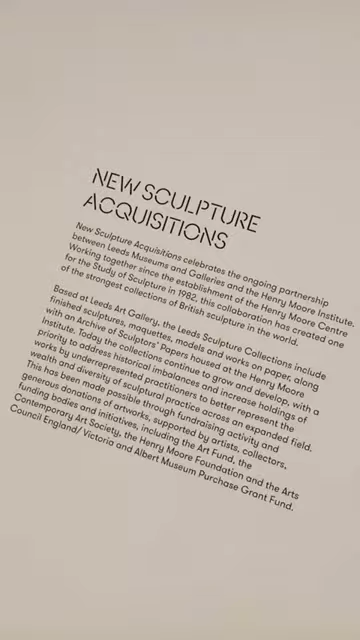 NEW SCULPTURE
ACQUISITIONS
New Sculpture Acquisitions celebrates the ongoing partnership
between Leeds Museums and Galleries and the Henry Moore Institute.
Working together since the establishment of the Henry Moore Centre
for the Study of Sculpture in 1982, this collaboration has created one
of the strongest collections of British sculpture in the world.
Based at Leeds Art Gallery, the Leeds Sculpture Collections include
finished sculptures, maquettes, models and works on paper, along
with an Archive of Sculptors' Papers housed at the Henry Moore
Institute. Today the collections continue to grow and develop, with a
priority to address historical imbalances and increase holdings of
works by underrepresented practitioners to better represent the
wealth and diversity of sculptural practice across an expanded field.
This has been made possible through fundraising activity and
generous donations of artworks, supported by artists, collectors,
funding bodies and initiatives, including the Art Fund, the
Contemporary Art Society, the Henry Moore Foundation and the Arts
Council England/ Victoria and Albert Museum Purchase Grant Fund.